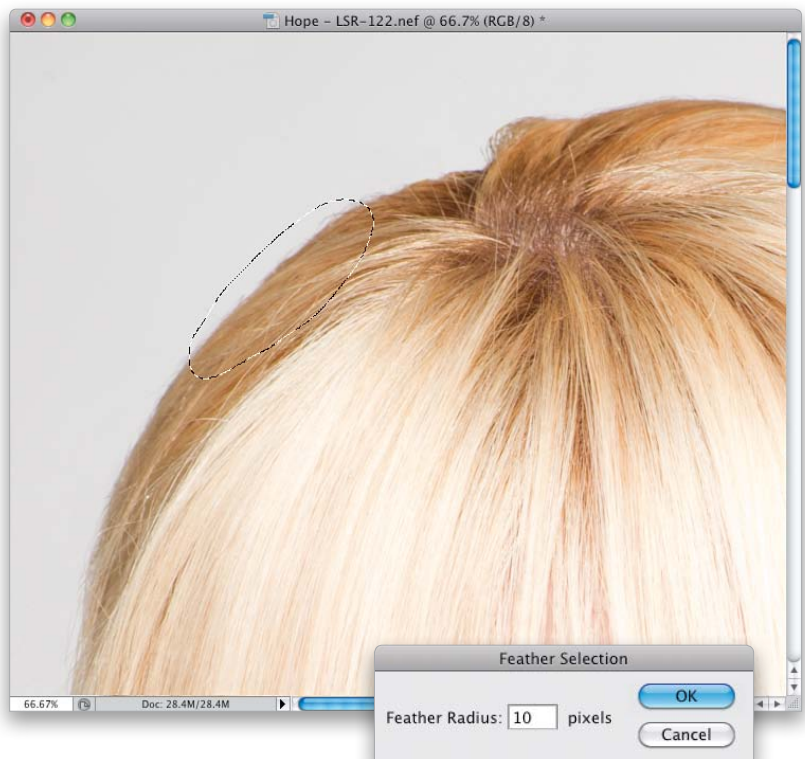 Hope – LSR-122.nef @ 66.7% (RGB/8) *
66.67%
Doc: 28.4M/28.4M
Feather Selection
Feather Radius: 10 pixels
OK
Cancel